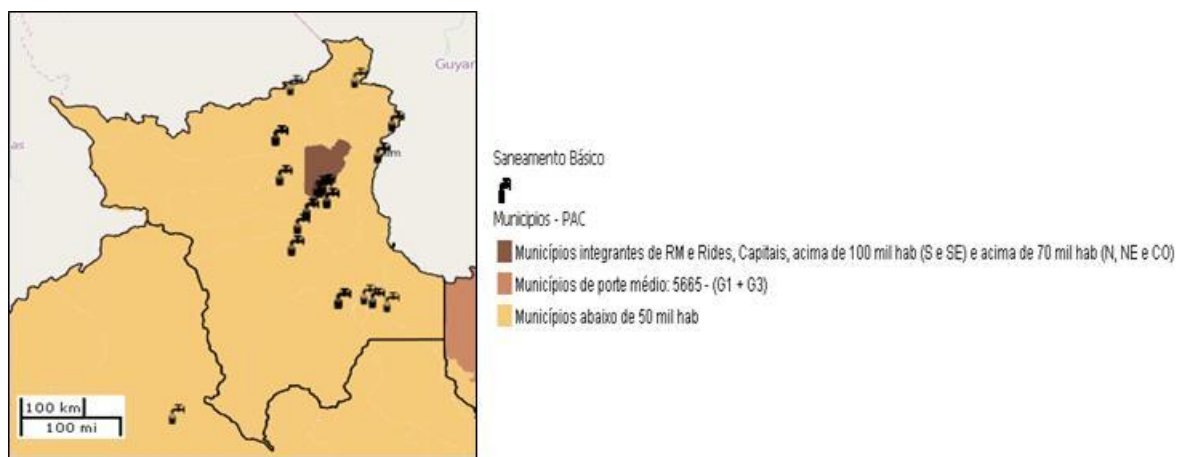 Guyar
as
100 km
100 mi
Saneamento Básico
Municípios - PAC
Municípios integrantes de RM e Rides, Capitais, acima de 100 mil hab (S e SE) e acima de 70 mil hab (N, NE e CO)
Municípios de porte médio: 5665 - (G1 + G3)
Municípios abaixo de 50 mil hab